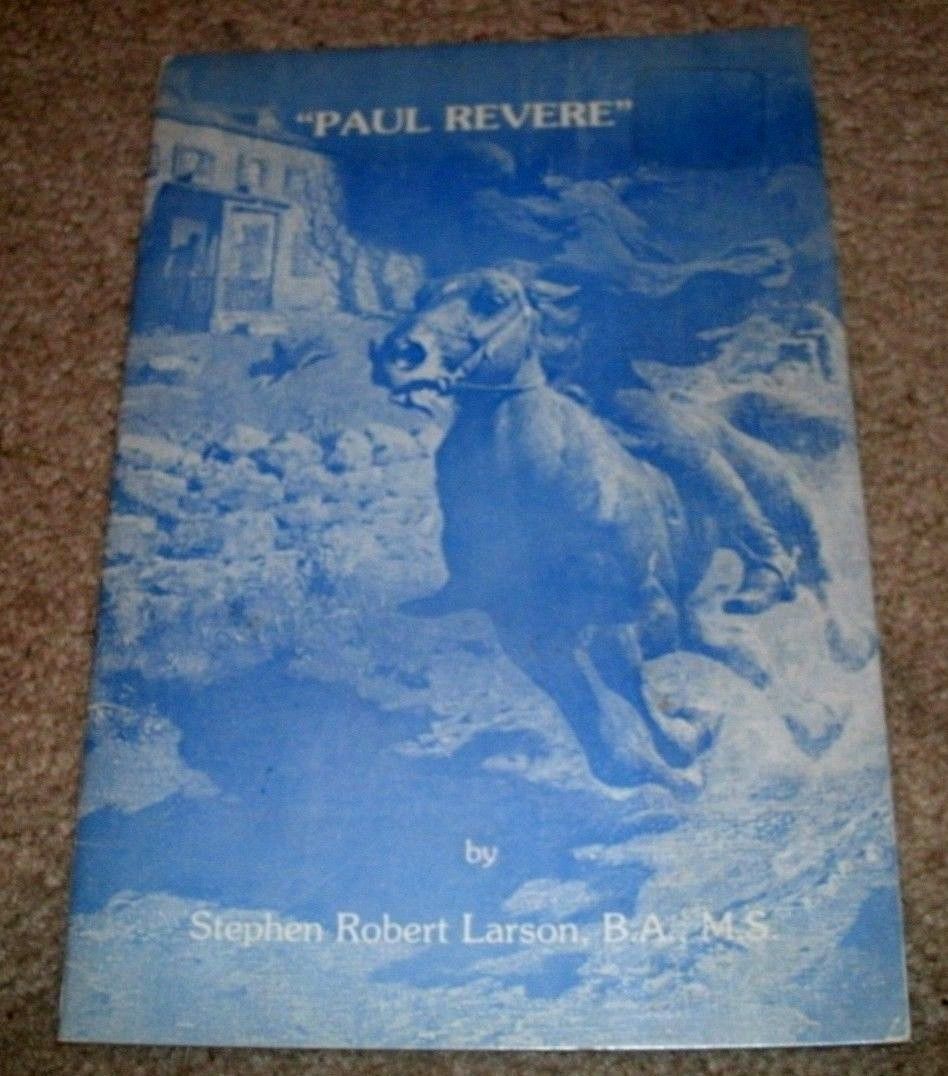 "PAUL REVERE"
by
Stephen Robert Larson, B.A., M.S.